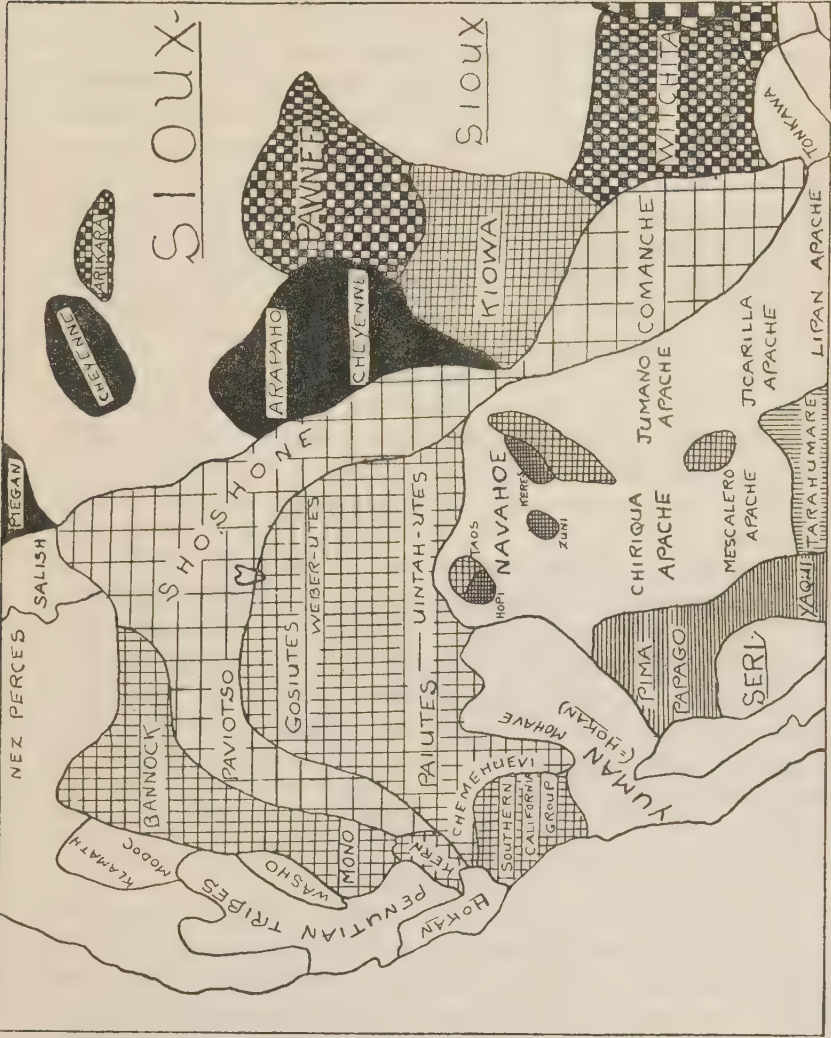 SIOUX
SIOUX
WITCHITA
TONKAWA
PAWNEE
ARIKARA
CHEYENNE
ARAPAHO
CHEYENNE
KIOWA
COMANCHE
LIPAN APACHE
JICARILLA
APACHE
JUMANO
APACHE
PIEGAN
SALISH
NEZ PERCES
SHOSHONE
BANNOCK
PAVIOTSO
GOSIUTES
WEBER-UTES
PAIUTES — UINTAH-UTES
NAVAHOE
KERES
ZUNI
TAOS
HOPI
CHIRIQUA
APACHE
MESCALERO
APACHE
TARAHUMARE
YAQUI
PIMA
PAPAGO
SERI
YUMAN
(=HOKAN)
MOHAVE
CHEMEHUEVI
SOUTHERN
CALIFORNIA
GROUP
KERN
MONO
WASHO
KLAMATH
MODOC
PENUTIAN TRIBES
HOKAN